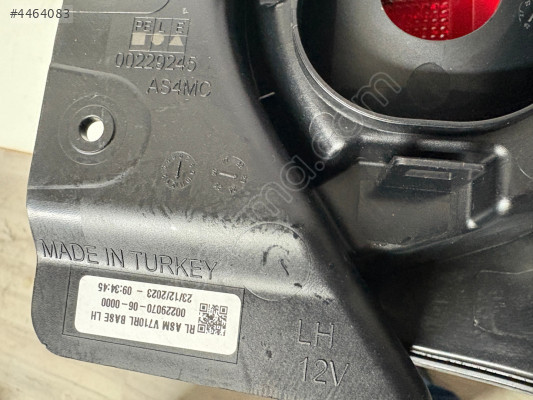 #4464083
FE L E
00229245
AS4MC
MADE IN TURKEY
RL ASM V710RL BASE LH
00229070-06-0000
23/12/2023 - 09:34:45
LH
12V